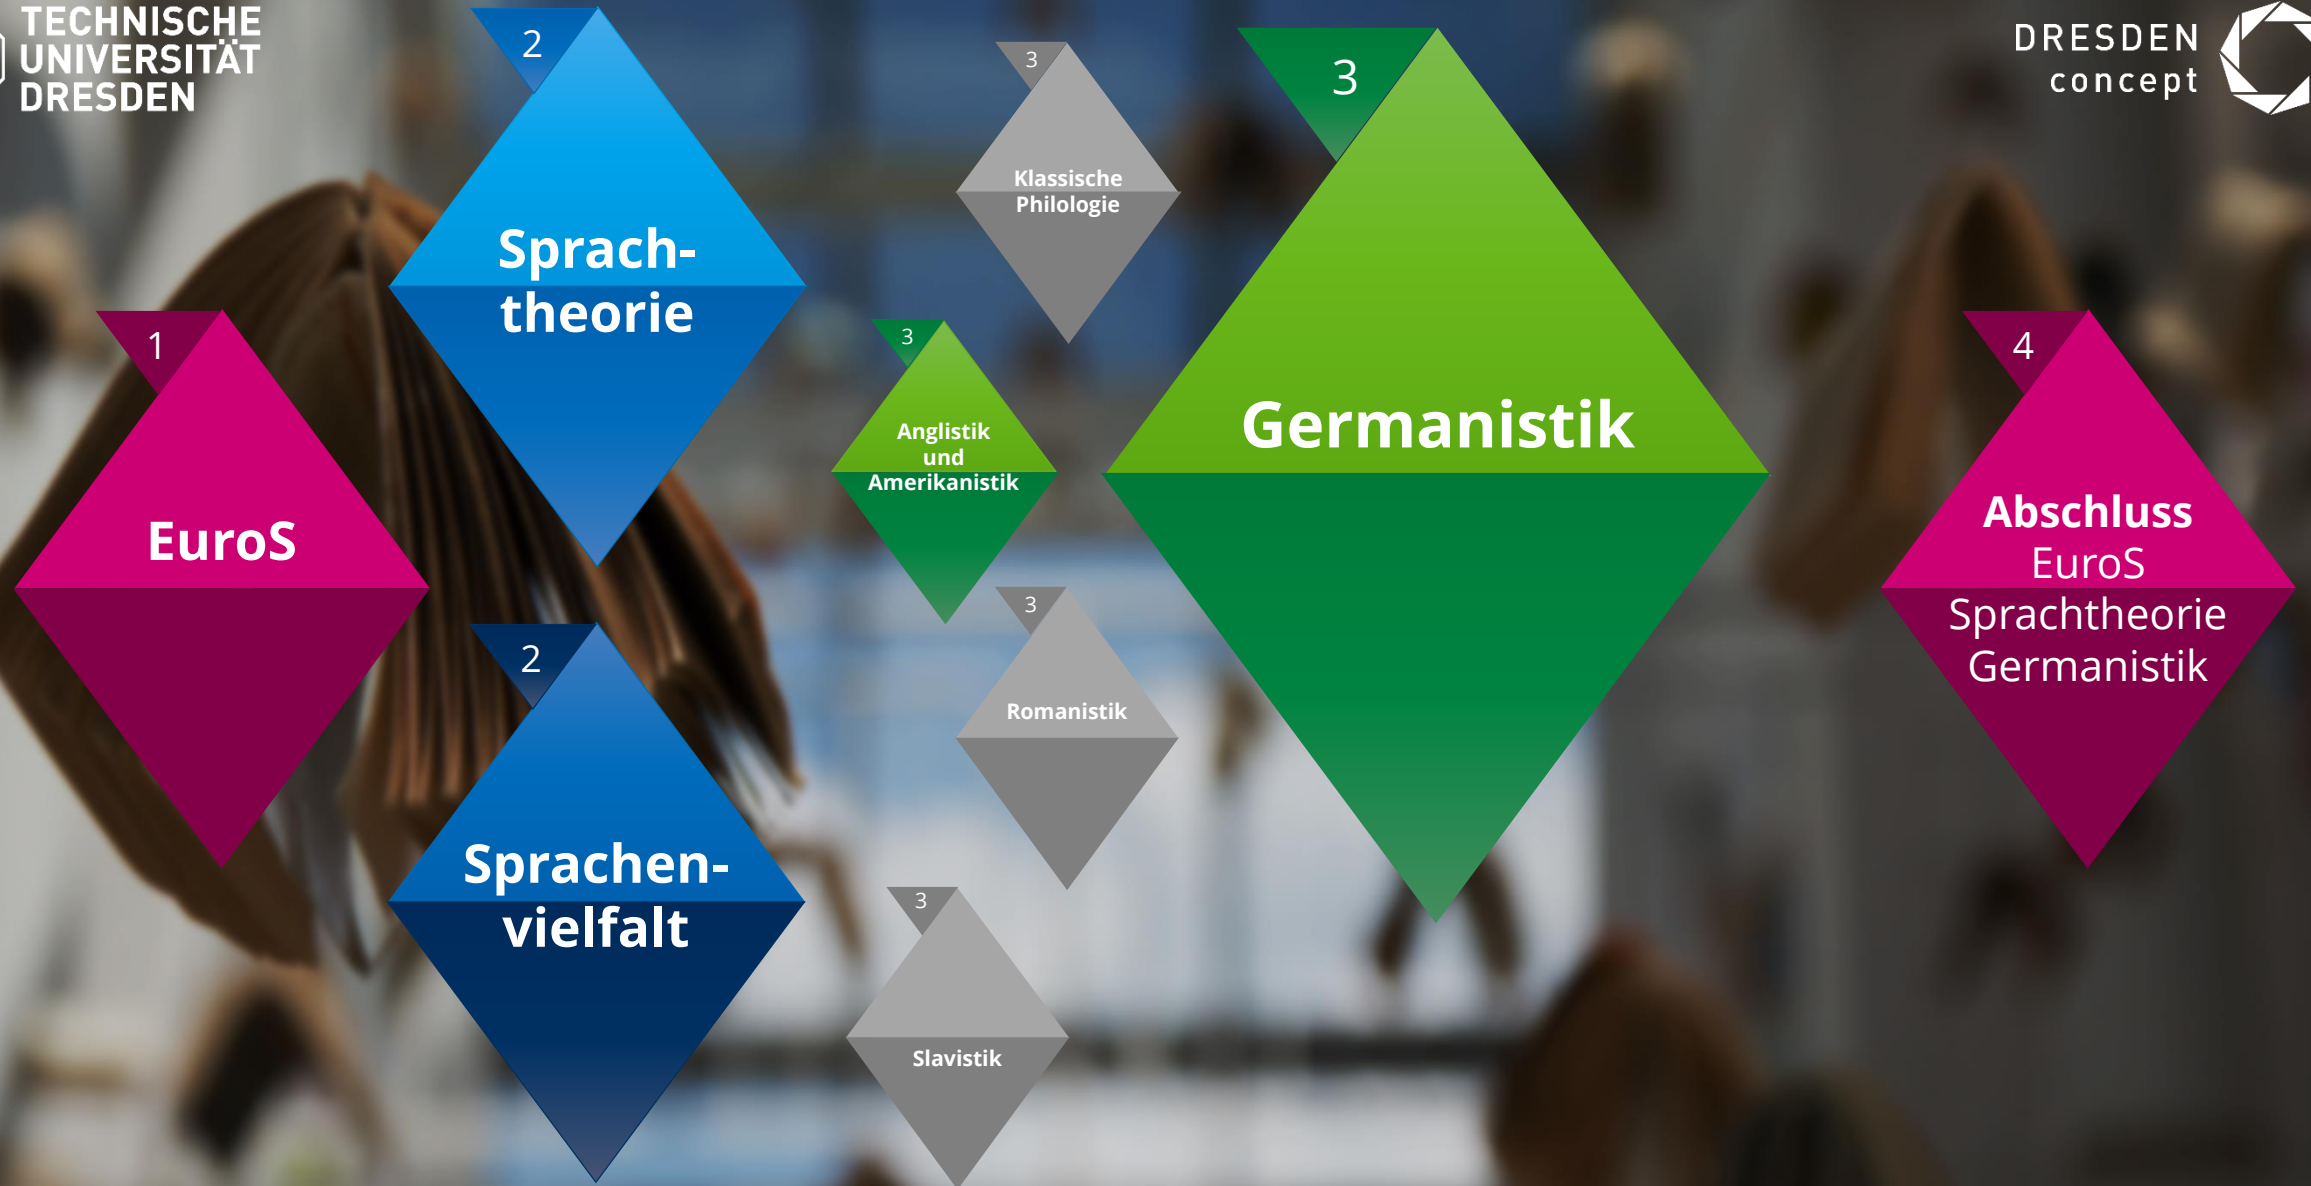 TECHNISCHE
UNIVERSITÄT
DRESDEN
DRESDEN
concept
1
EuroS
2
Sprach-
theorie
2
Sprachen-
vielfalt
3
Klassische
Philologie
3
Anglistik
und
Amerikanistik
3
Romanistik
3
Slavistik
3
Germanistik
4
Abschluss
EuroS
Sprachtheorie
Germanistik